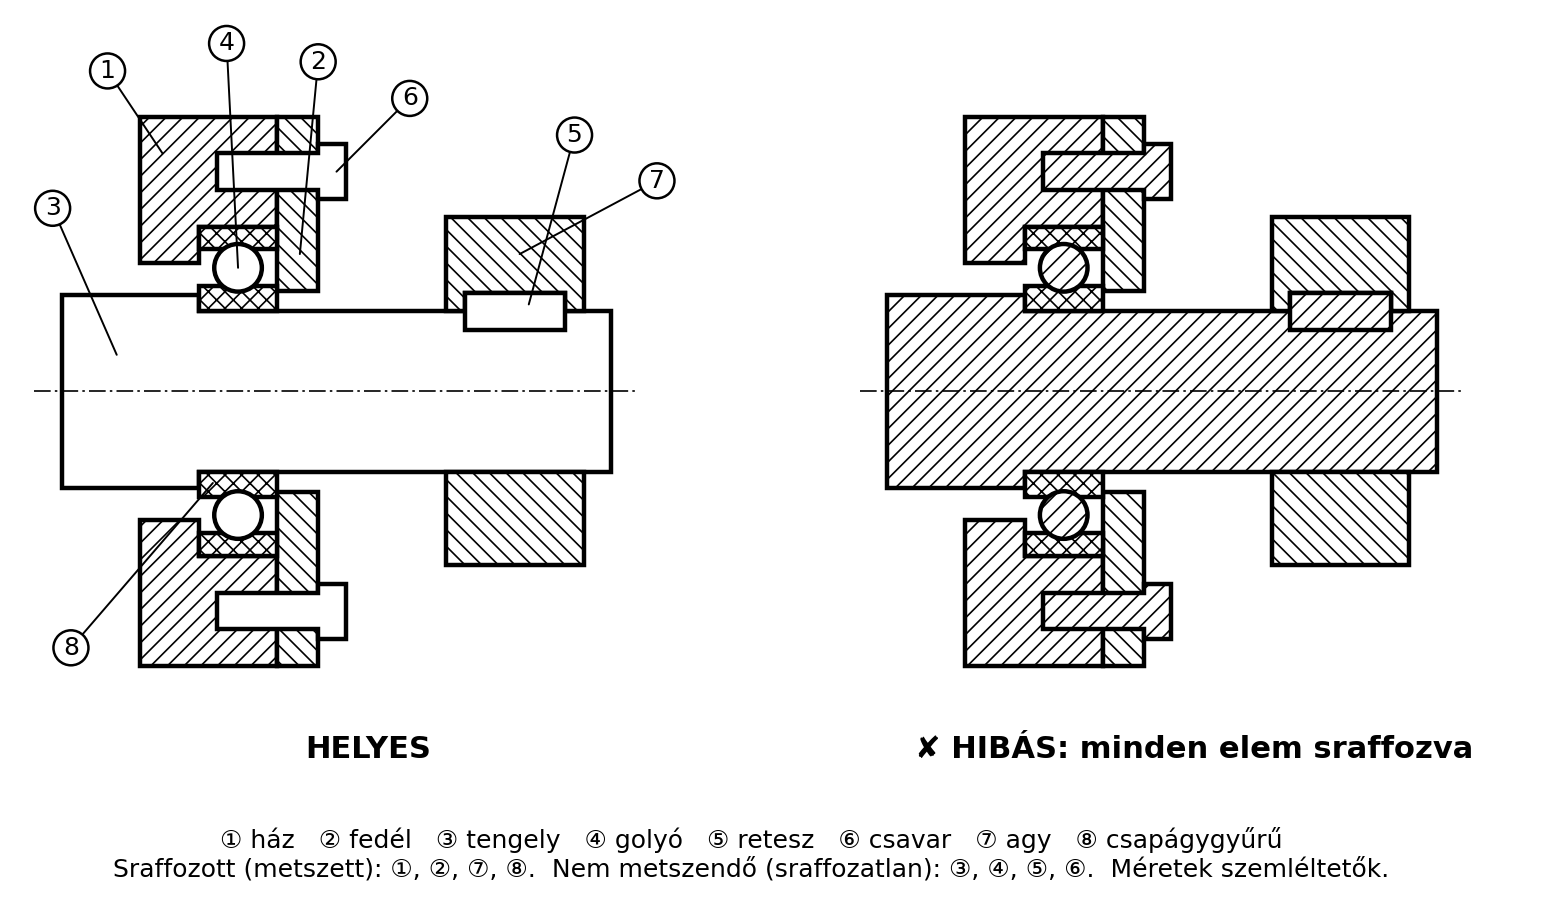 4
2
1
6
5
7
3
8
HELYES
✘ HIBÁS: minden elem sraffozva
① ház ② fedél ③ tengely ④ golyó ⑤ retesz ⑥ csavar ⑦ agy ⑧ csapágygyűrű
Sraffozott (metszett): ①, ②, ⑦, ⑧. Nem metszendő (sraffozatlan): ③, ④, ⑤, ⑥. Méretek szemléltetők.